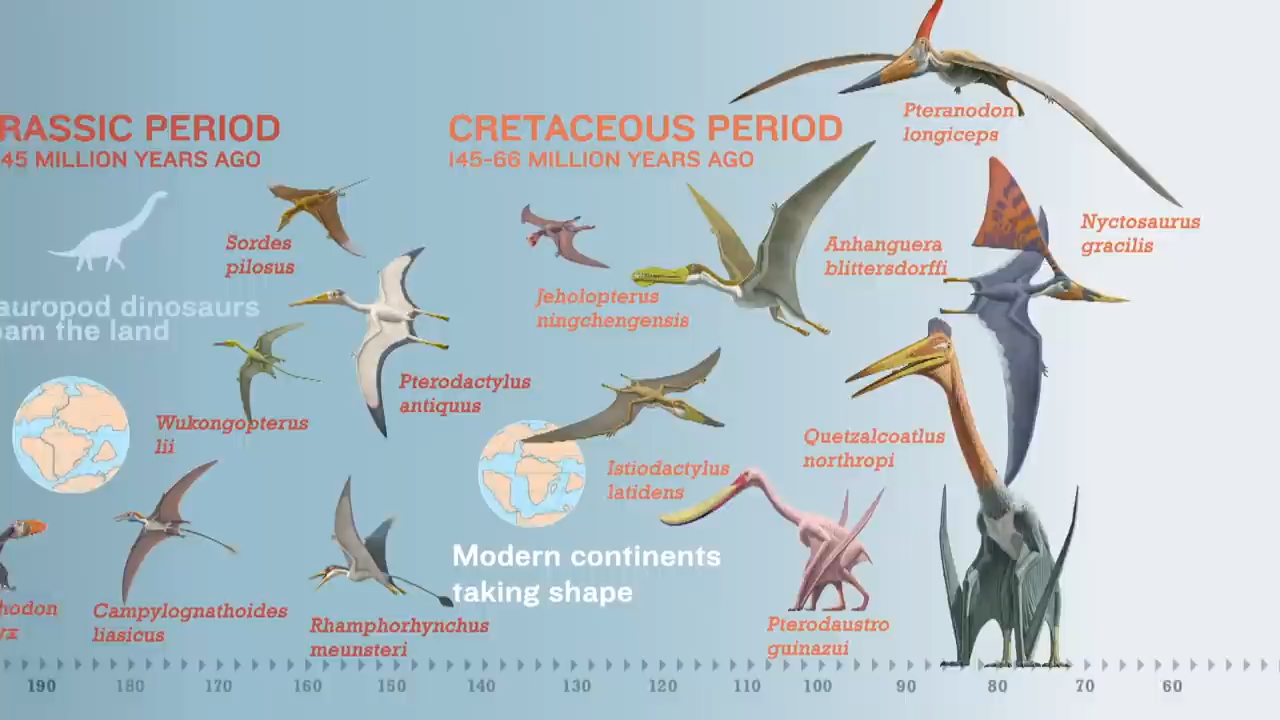 RASSIC PERIOD
45 MILLION YEARS AGO
CRETACEOUS PERIOD
145-66 MILLION YEARS AGO
Pteranodon
longiceps
Sordes
pilosus
Nyctosaurus
gracilis
Anhanguera
blittersdorffi
Jeholopterus
ningchengensis
auropod dinosaurs
oam the land
Pterodactylus
antiquus
Wukongopterus
lii
Quetzalcoatlus
northropi
Istiodactylus
latidens
Modern continents
taking shape
hodon
yx
Campylognathoides
liasicus
Rhamphorhynchus
meunsteri
Pterodaustro
guinazui
190 180 170 160 150 140 130 120 110 100 90 80 70 60